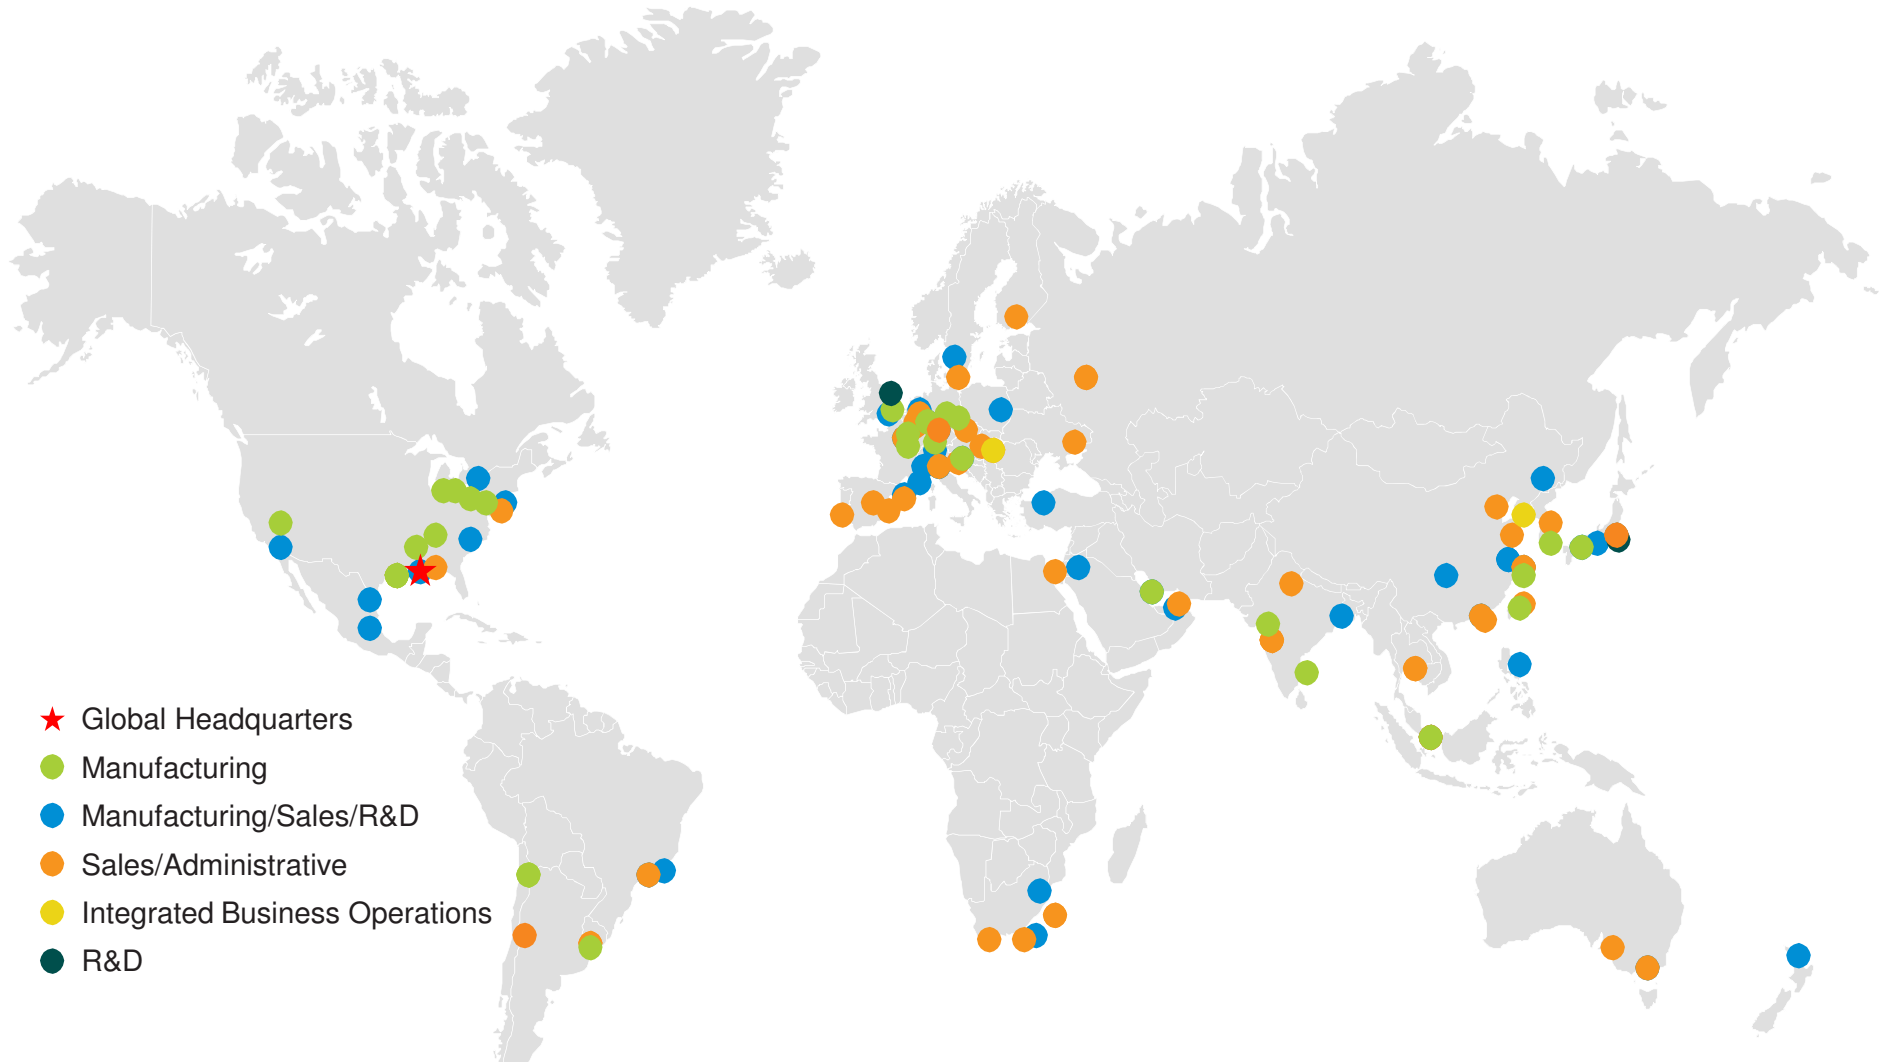 Global Headquarters
Manufacturing
Manufacturing/Sales/R&D
Sales/Administrative
Integrated Business Operations
R&D